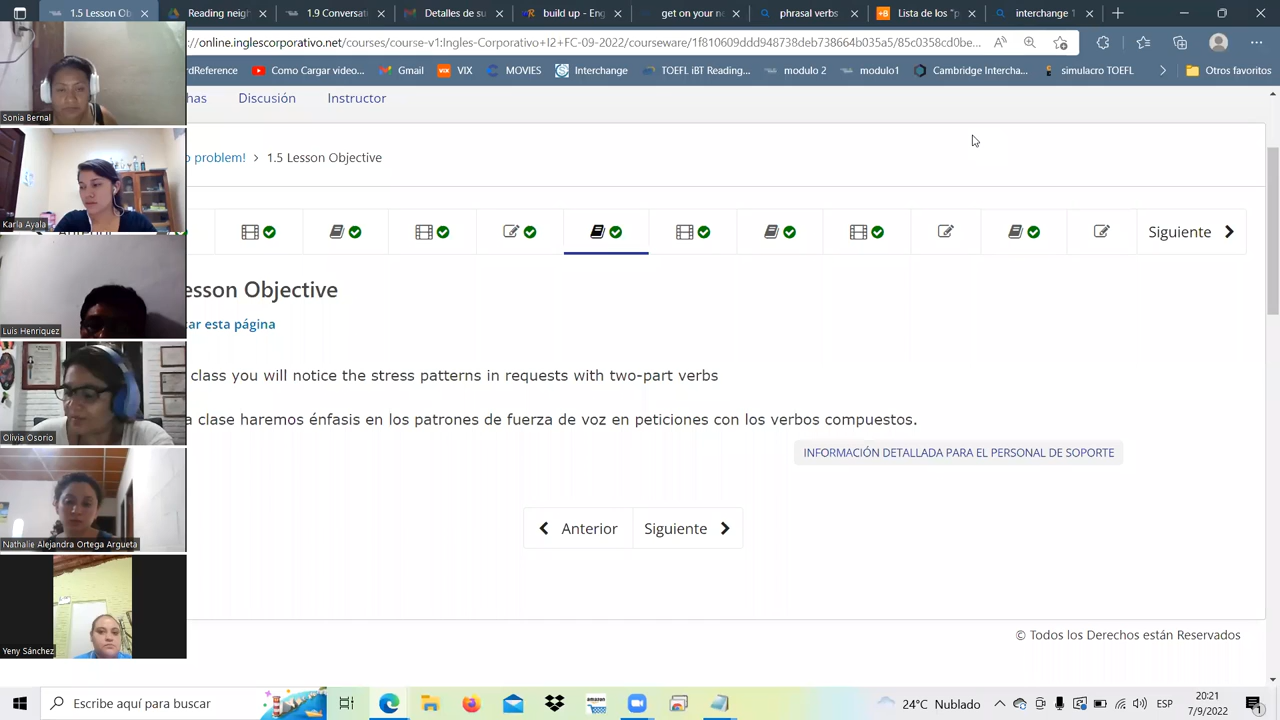 1.5 Lesson Ob
Reading neigh
1.9 Conversati
Detalles de
Build up - Eng
get on your
phrasal verbs
Lista de
interchange 1
://online.inglescorporativo.net/courses/course-v1:Ingles-Corporativo+I2+FC-09-2022/courseware/1f810609ddd948738deb738664b035a5/85c0358cd0be...
rdReference
Como Cargar vídeo...
Gmail
VIX
MOVIES
Interchange
TOEFL iBT Reading...
modulo 2
modulo1
Cambridge Intercha...
simulacro TOEFL
Otros favoritos
has
Discusión
Instructor
o problem! > 1.5 Lesson Objective
Anterior
Siguiente
esson Objective
ar esta página
class you will notice the stress patterns in requests with two-part verbs
a clase haremos énfasis en los patrones de fuerza de voz en peticiones con los verbos compuestos.
INFORMACIÓN DETALLADA PARA EL PERSONAL DE SOPORTE
Anterior
Siguiente
© Todos los Derechos están Reservados
Sonia Bernal
Karla Ayala
Luis Henriquez
Olivia Osorio
Nathalie Alejandra Ortega Argueta
Yeny Sánchez
Escribe aquí para buscar
24°C Nublado
ESP
20:21
7/9/2022